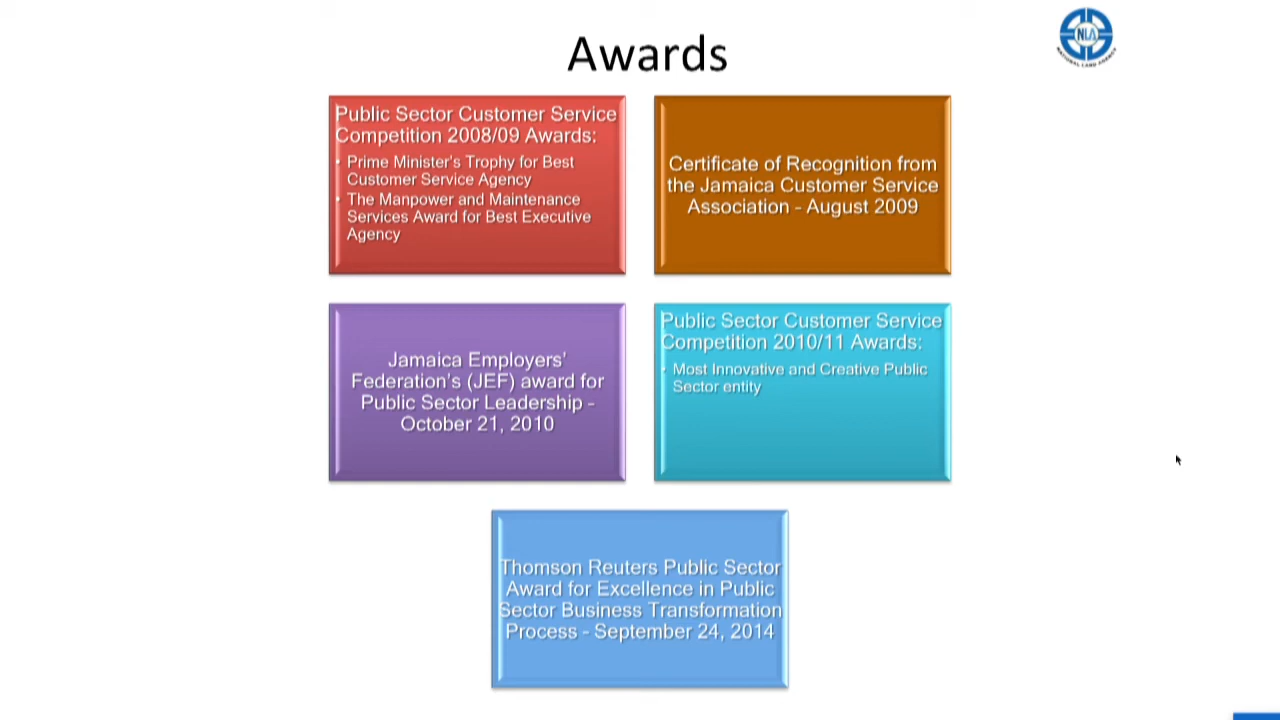 Awards
NLA
NATIONAL LAND AGENCY
Public Sector Customer Service
Competition 2008/09 Awards:
• Prime Minister's Trophy for Best
Customer Service Agency
• The Manpower and Maintenance
Services Award for Best Executive
Agency
Certificate of Recognition from
the Jamaica Customer Service
Association - August 2009
Jamaica Employers'
Federation's (JEF) award for
Public Sector Leadership -
October 21, 2010
Public Sector Customer Service
Competition 2010/11 Awards:
• Most Innovative and Creative Public
Sector entity
Thomson Reuters Public Sector
Award for Excellence in Public
Sector Business Transformation
Process - September 24, 2014